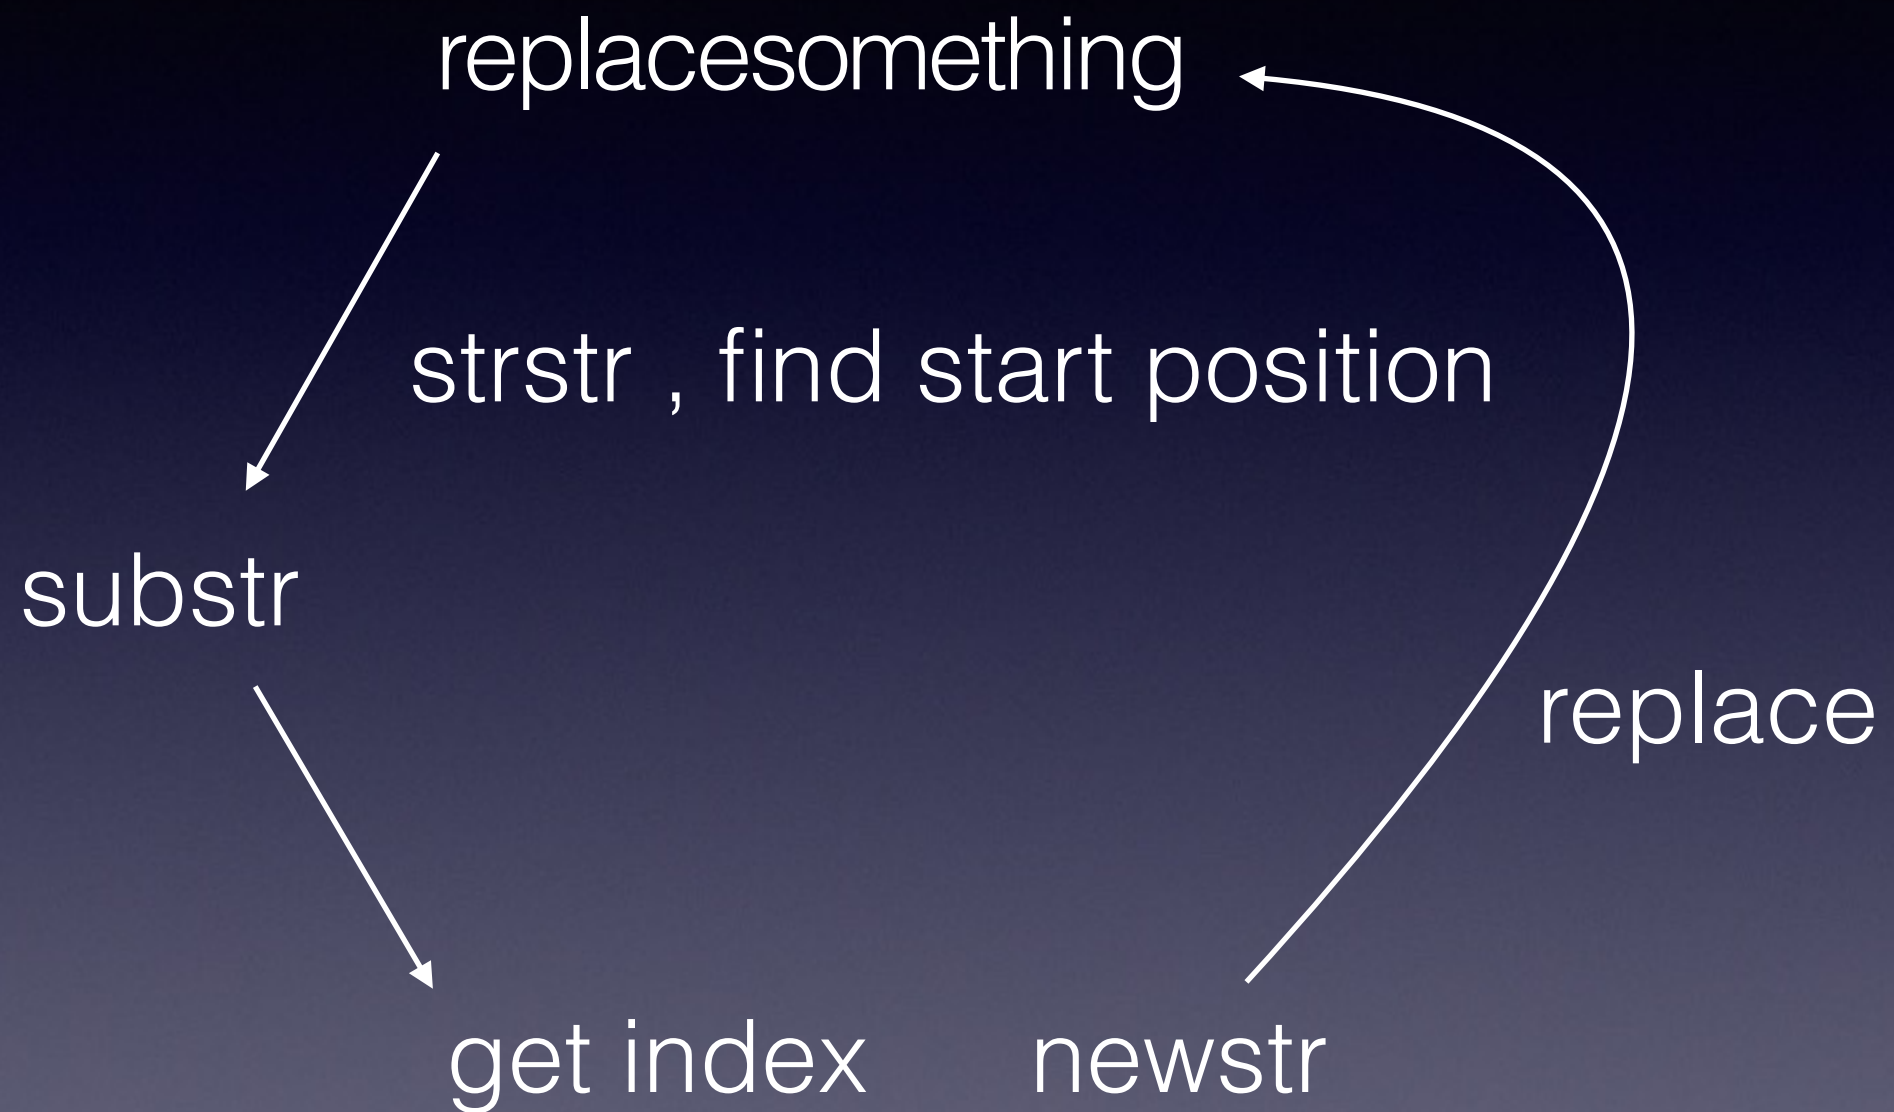 replacesomething
strstr , find start position
substr
replace
get index
newstr